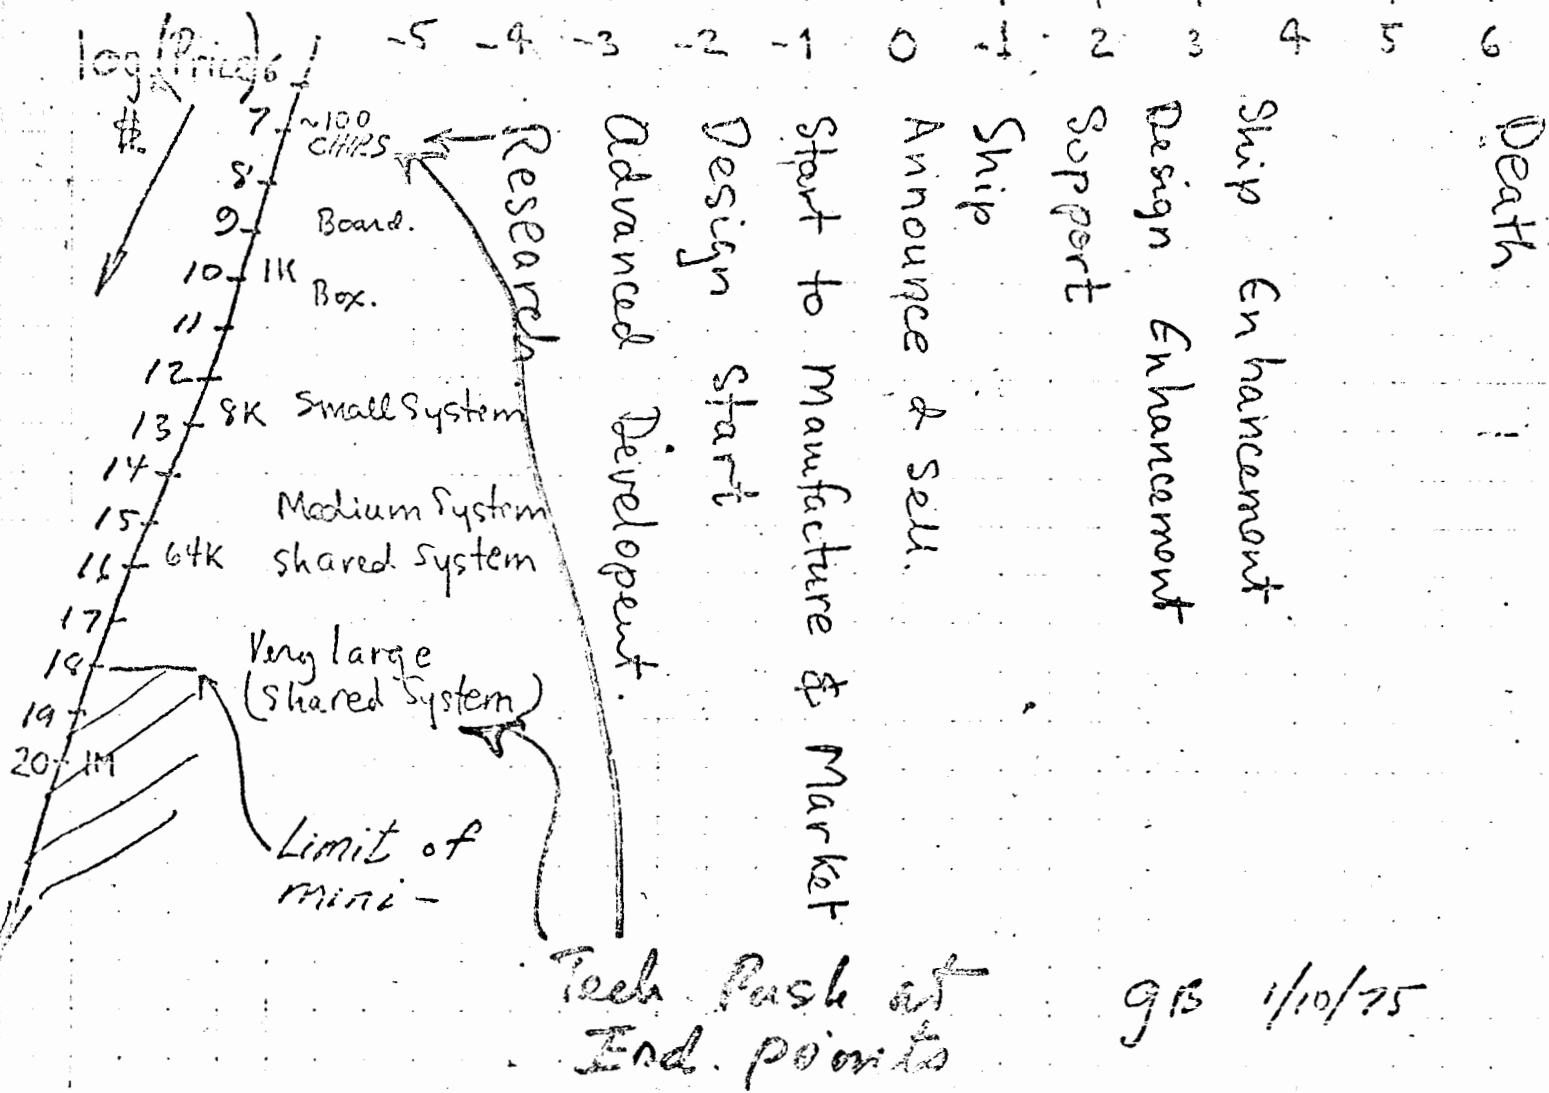 log(Price) 6 -5 -4 -3 -2 -1 0 -1 2 3 4 5 6
$
7 ~100
CHIPS
8
9 Board.
10 1K
Box.
11
12
13 8K Small System
14
15 Medium System
16 64K Shared System
17
18 Very large
(Shared System)
19
20 1M
Limit of
mini-
Research
Advanced Developent.
Design Start
Start to Manufacture & Market
Announce & Sell.
Ship
Support
Design Enhancement
Ship Enhancement
Death
Tech Push at
End. points
GB 1/10/75